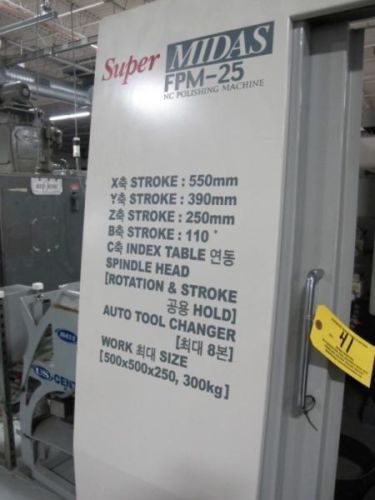 Super MIDAS
FPM-25
NC POLISHING MACHINE
X축 STROKE : 550mm
Y축 STROKE : 390mm
Z축 STROKE : 250mm
B축 STROKE : 110°
C축 INDEX TABLE 연동
SPINDLE HEAD
[ROTATION & STROKE
공용 HOLD]
AUTO TOOL CHANGER
[최대 8본]
WORK 최대 SIZE
[500x500x250, 300kg]
41